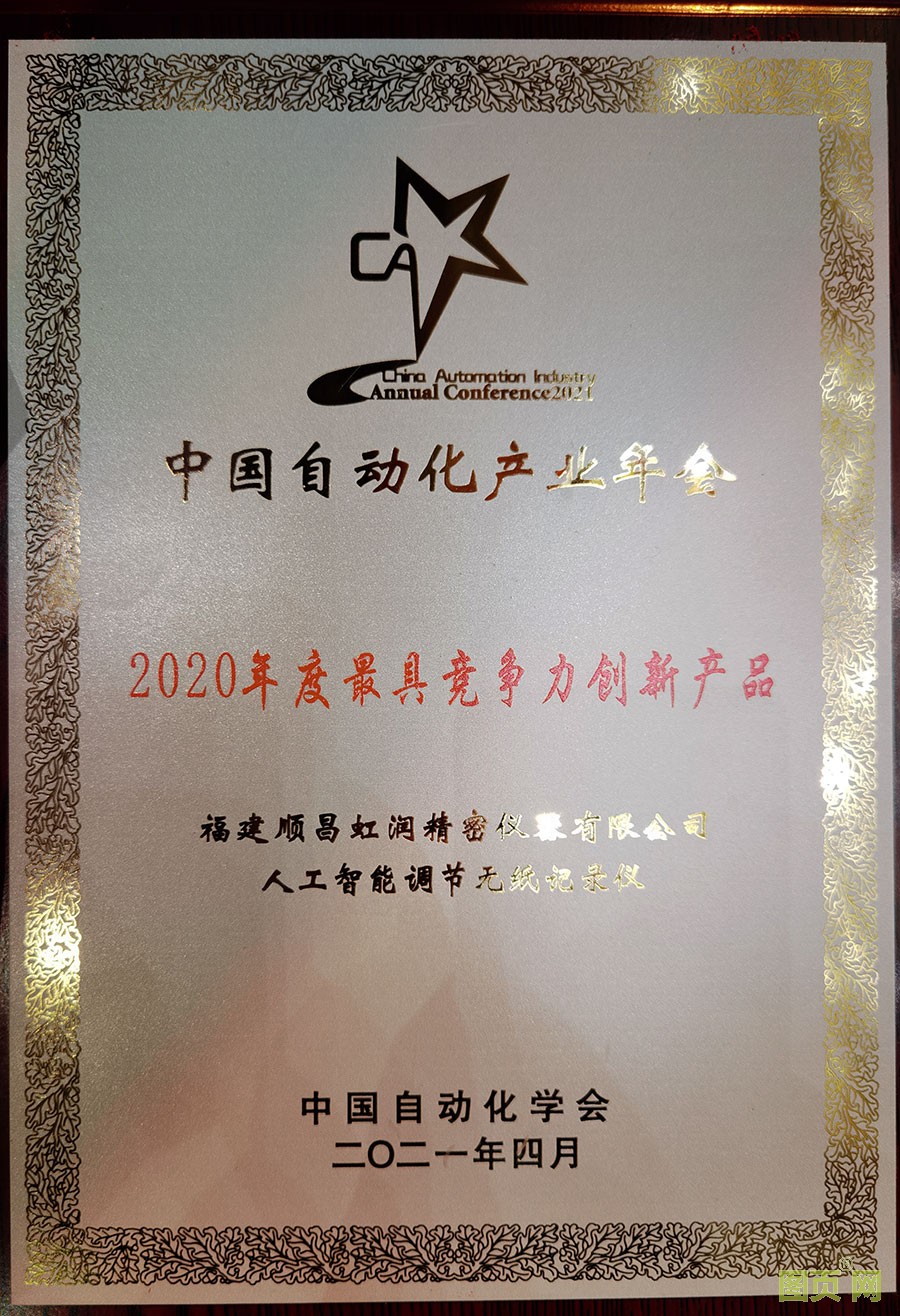 CA
China Automation Industry
Annual Conference2021
中国自动化产业年会
2020年度最具竞争力创新产品
福建顺昌虹润精密仪器有限公司
人工智能调节无纸记录仪
中国自动化学会
二〇二一年四月